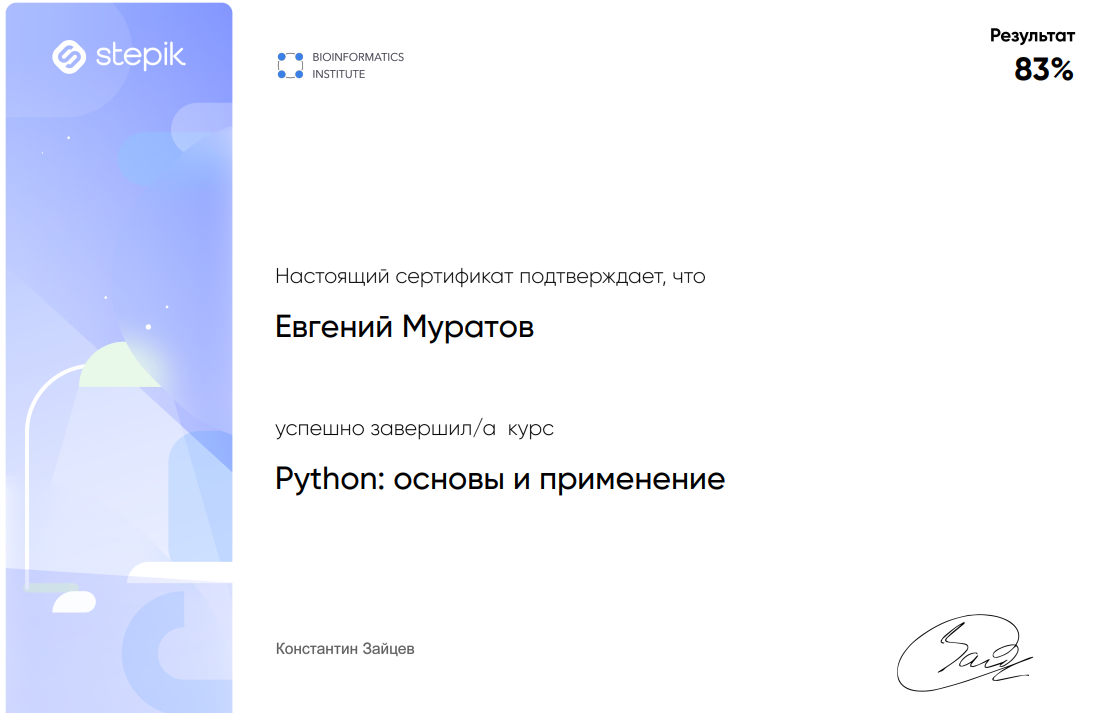 stepik
BIOINFORMATICS
INSTITUTE
Результат
83%
Настоящий сертификат подтверждает, что
Евгений Муратов
успешно завершил/а курс
Python: основы и применение
Константин Зайцев